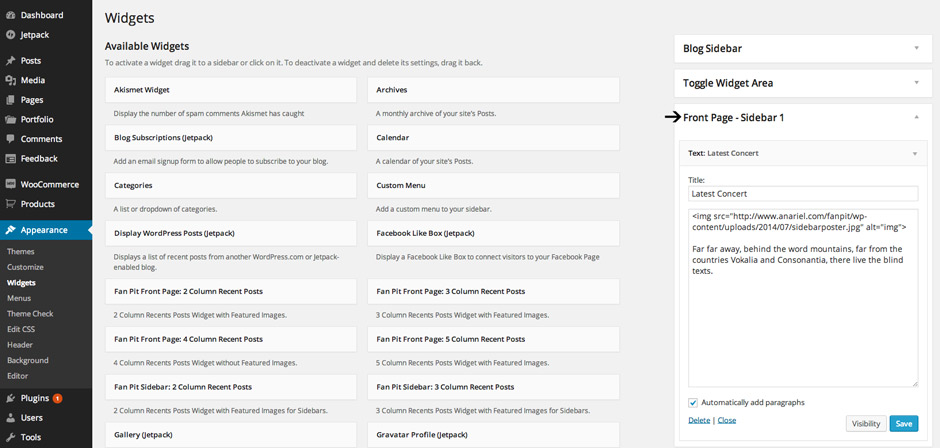 Dashboard
Jetpack
Posts
Media
Pages
Portfolio
Comments
Feedback
WooCommerce
Products
Appearance
Themes
Customize
Widgets
Menus
Theme Check
Edit CSS
Header
Background
Editor
Plugins 1
Users
Tools
Widgets
Available Widgets
To activate a widget drag it to a sidebar or click on it. To deactivate a widget and delete its settings, drag it back.
Akismet Widget
Display the number of spam comments Akismet has caught
Archives
A monthly archive of your site's Posts.
Blog Subscriptions (Jetpack)
Add an email signup form to allow people to subscribe to your blog.
Calendar
A calendar of your site's Posts.
Categories
A list or dropdown of categories.
Custom Menu
Add a custom menu to your sidebar.
Display WordPress Posts (Jetpack)
Displays a list of recent posts from another WordPress.com or Jetpack-
enabled blog.
Facebook Like Box (Jetpack)
Display a Facebook Like Box to connect visitors to your Facebook Page
Fan Pit Front Page: 2 Column Recent Posts
2 Column Recents Posts Widget with Featured Images.
Fan Pit Front Page: 3 Column Recent Posts
3 Column Recents Posts Widget with Featured Images.
Fan Pit Front Page: 4 Column Recent Posts
4 Column Recents Posts Widget without Featured Images.
Fan Pit Front Page: 5 Column Recent Posts
5 Column Recents Posts Widget with Featured Images.
Fan Pit Sidebar: 2 Column Recent Posts
2 Column Recents Posts Widget with Featured Images for Sidebars.
Fan Pit Sidebar: 3 Column Recent Posts
3 Column Recents Posts Widget with Featured Images for Sidebars.
Gallery (Jetpack)
Gravatar Profile (Jetpack)
Blog Sidebar
Toggle Widget Area
Front Page - Sidebar 1
Text: Latest Concert
Title:
Latest Concert
<img src="http://www.anariel.com/fanpit/wp-
content/uploads/2014/07/sidebarposter.jpg" alt="img">
Far far away, behind the word mountains, far from the
countries Vokalia and Consonantia, there live the blind
texts.
Automatically add paragraphs
Delete | Close
Visibility
Save